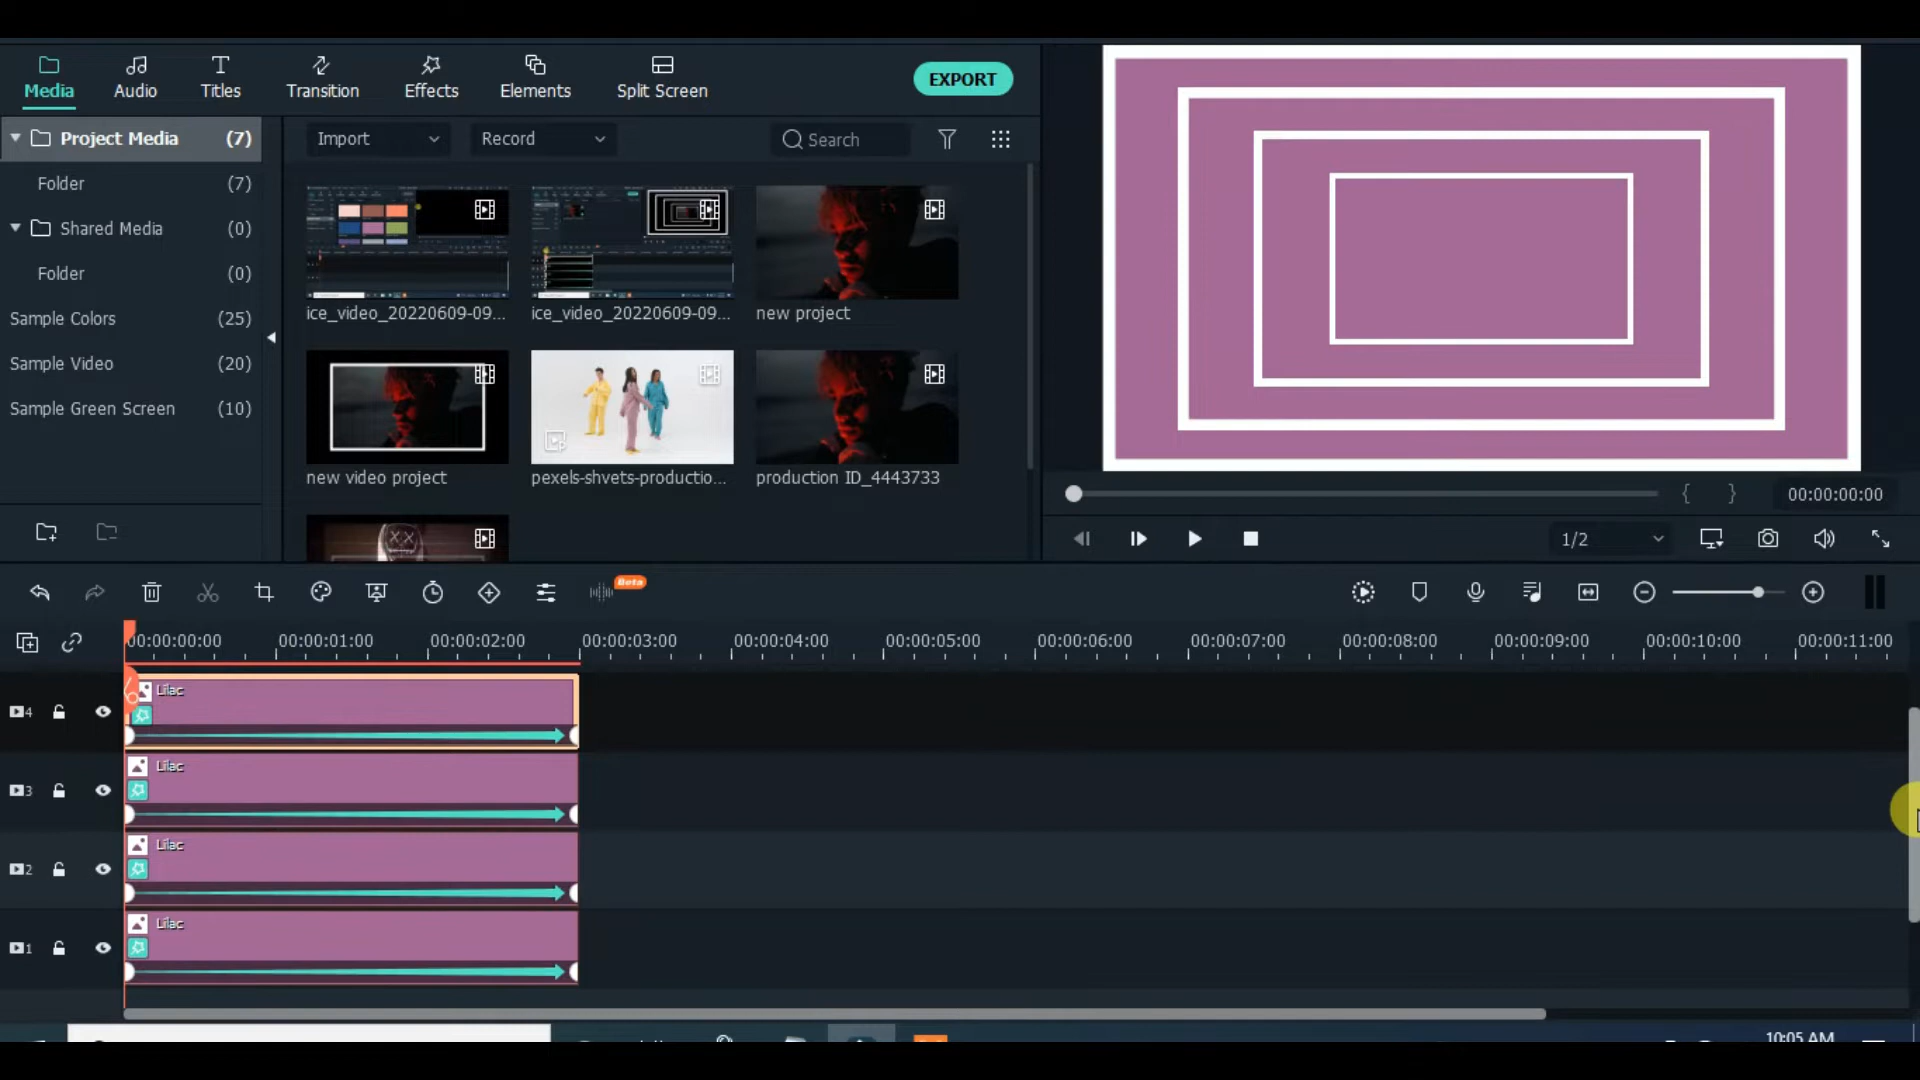 Media
Audio
Titles
Transition
Effects
Elements
Split Screen
EXPORT
Project Media (7)
Folder (7)
Shared Media (0)
Folder (0)
Sample Colors (25)
Sample Video (20)
Sample Green Screen (10)
Import
Record
Search
ice_video_20220609-09...
ice_video_20220609-09...
new project
new video project
pexels-shvets-productio...
production ID_4443733
00:00:00:00
1/2
Beta
00:00:00:00 00:00:01:00 00:00:02:00 00:00:03:00 00:00:04:00 00:00:05:00 00:00:06:00 00:00:07:00 00:00:08:00 00:00:09:00 00:00:10:00 00:00:11:00
4
Lilac
3
Lilac
2
Lilac
1
Lilac
10:05 AM